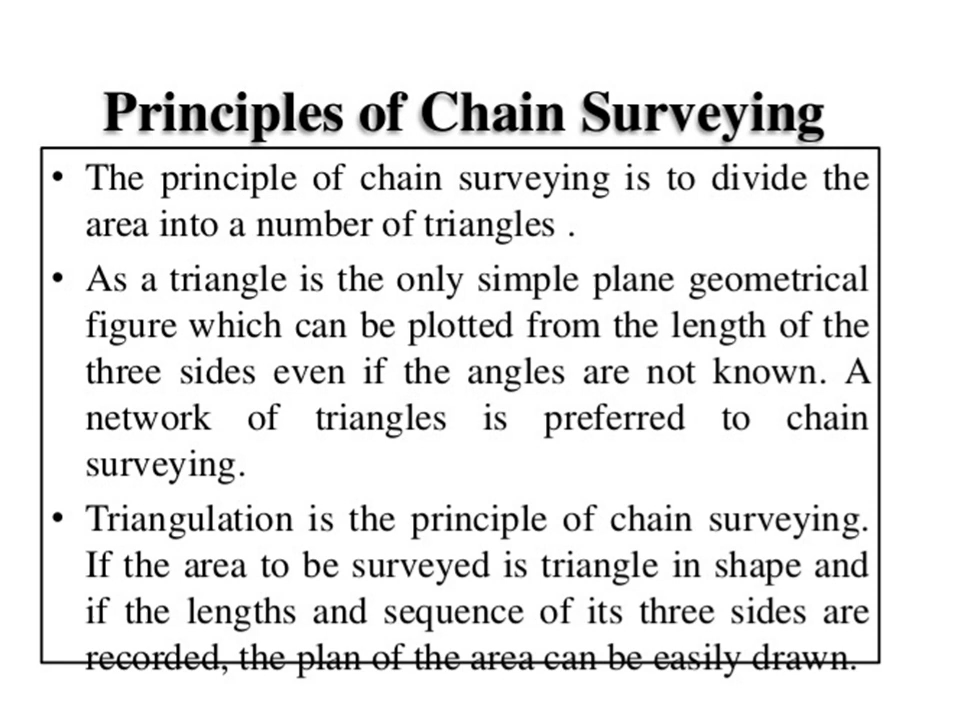 Principles of Chain Surveying
• The principle of chain surveying is to divide the
area into a number of triangles .
• As a triangle is the only simple plane geometrical
figure which can be plotted from the length of the
three sides even if the angles are not known. A
network of triangles is preferred to chain
surveying.
• Triangulation is the principle of chain surveying.
If the area to be surveyed is triangle in shape and
if the lengths and sequence of its three sides are
recorded, the plan of the area can be easily drawn.